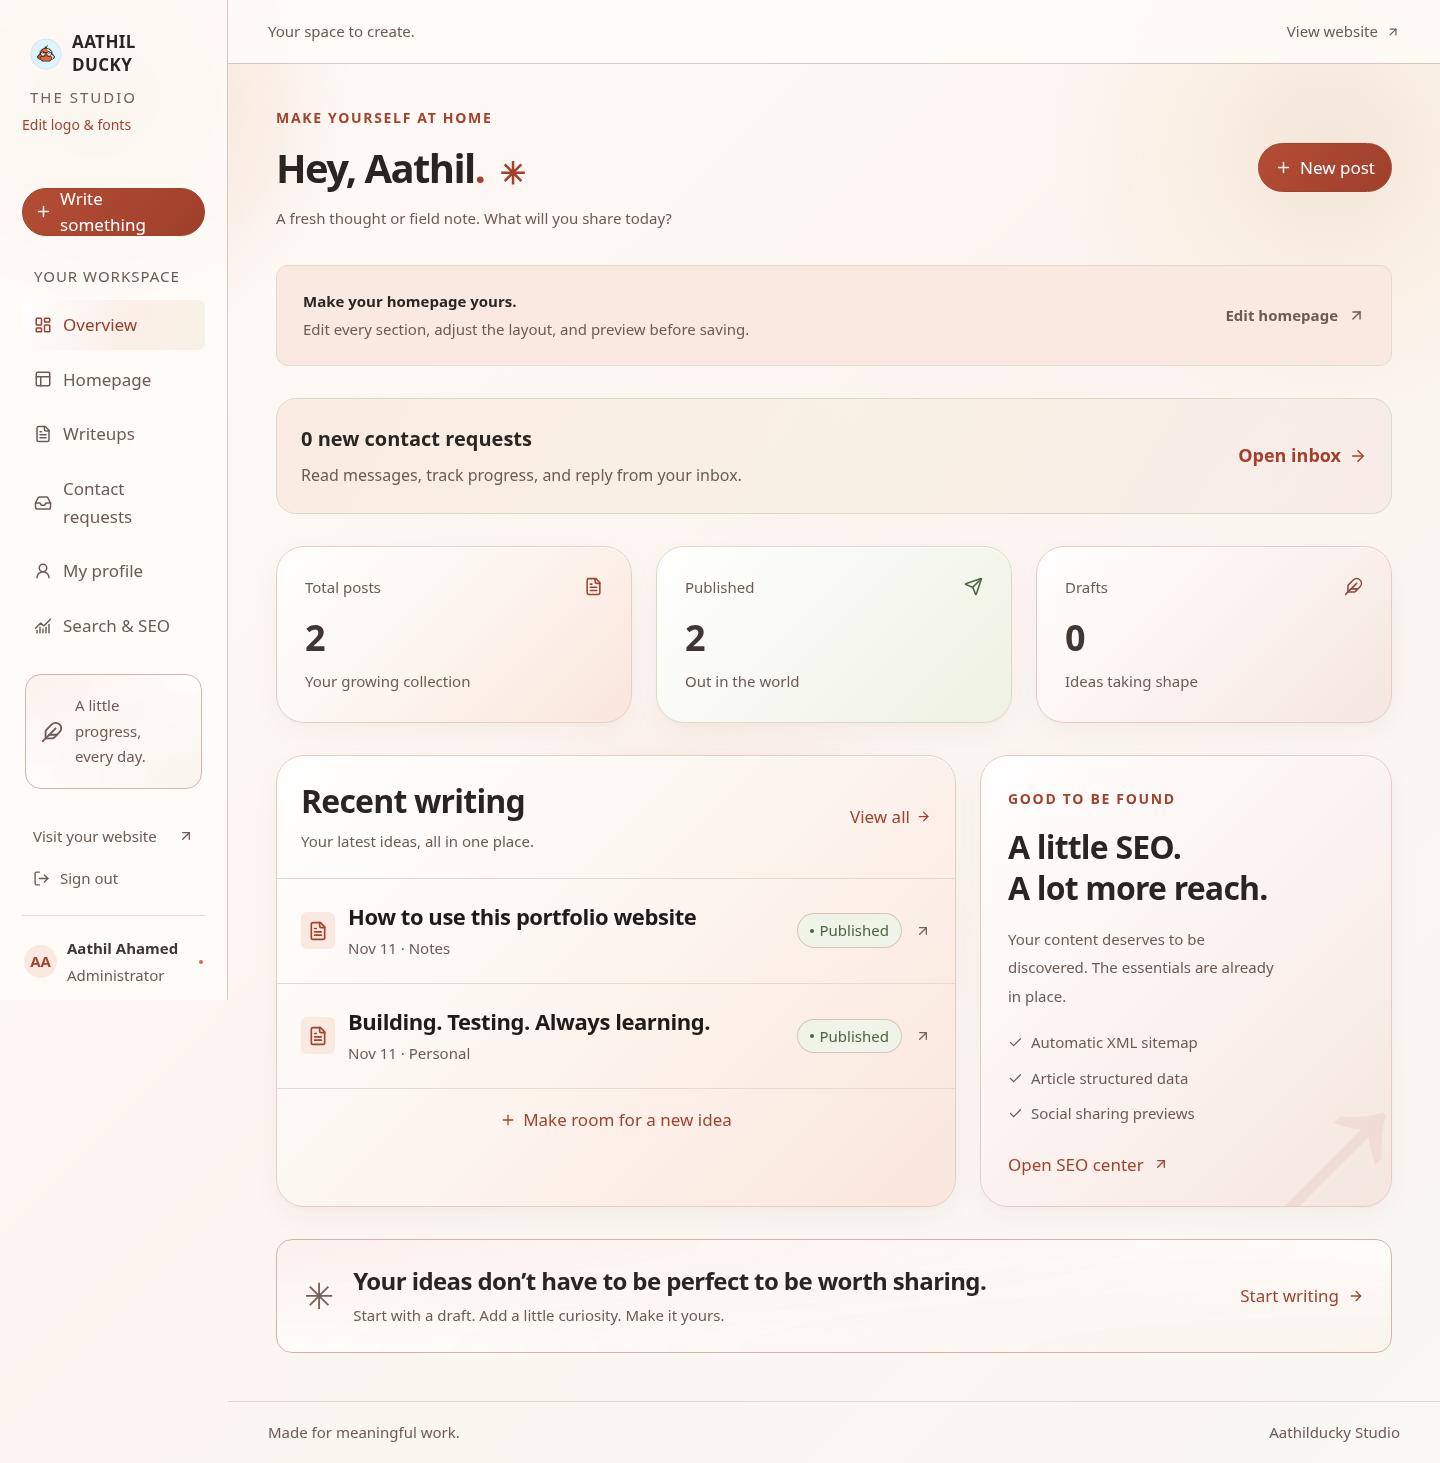 AATHIL
DUCKY
THE STUDIO
Edit logo & fonts
Write
something
YOUR WORKSPACE
Overview
Homepage
Writeups
Contact
requests
My profile
Search & SEO
A little
progress,
every day.
Visit your website
Sign out
AA
Aathil Ahamed
Administrator
Your space to create.
View website
MAKE YOURSELF AT HOME
Hey, Aathil.
New post
A fresh thought or field note. What will you share today?
Make your homepage yours.
Edit every section, adjust the layout, and preview before saving.
Edit homepage
0 new contact requests
Read messages, track progress, and reply from your inbox.
Open inbox
Total posts
2
Your growing collection
Published
2
Out in the world
Drafts
0
Ideas taking shape
Recent writing
Your latest ideas, all in one place.
View all
How to use this portfolio website
Nov 11 · Notes
• Published
Building. Testing. Always learning.
Nov 11 · Personal
• Published
Make room for a new idea
GOOD TO BE FOUND
A little SEO.
A lot more reach.
Your content deserves to be
discovered. The essentials are already
in place.
Automatic XML sitemap
Article structured data
Social sharing previews
Open SEO center
Your ideas don’t have to be perfect to be worth sharing.
Start with a draft. Add a little curiosity. Make it yours.
Start writing
Made for meaningful work.
Aathilducky Studio